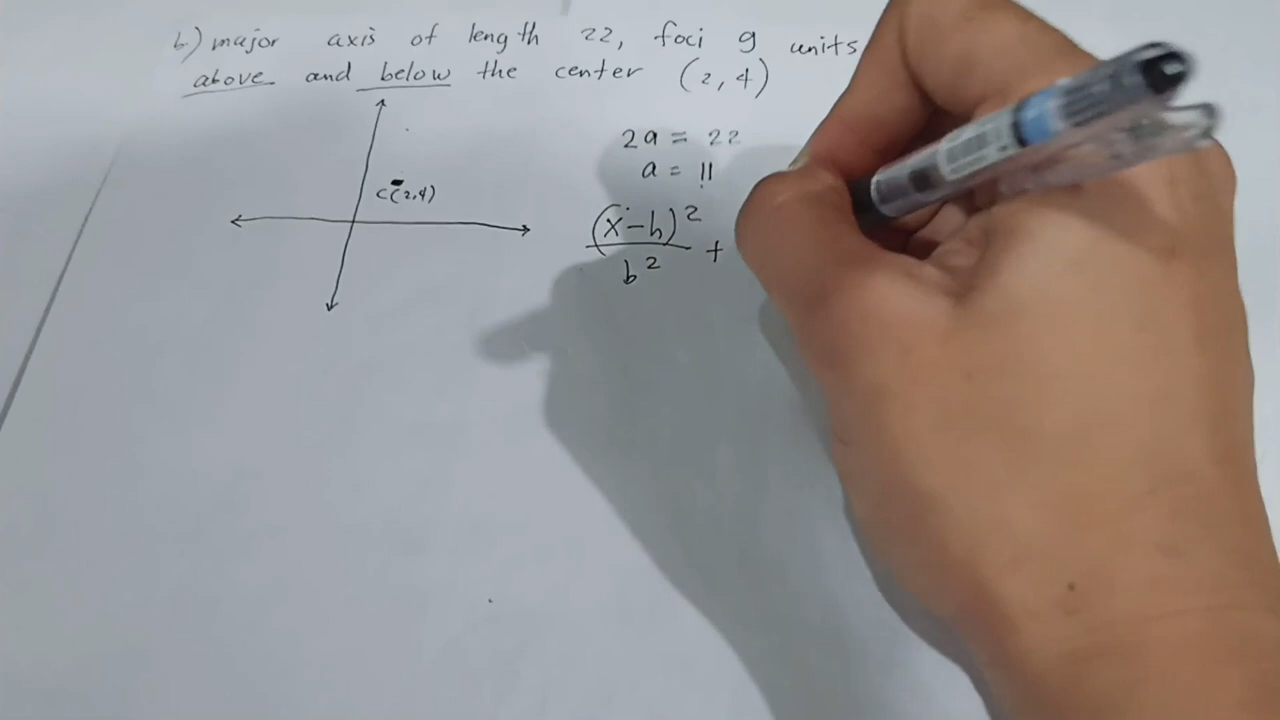 b) major axis of length 22, foci 9 units
above and below the center (2, 4)
C(2,4)
2a = 22
a = 11
(x-h)² +
b²